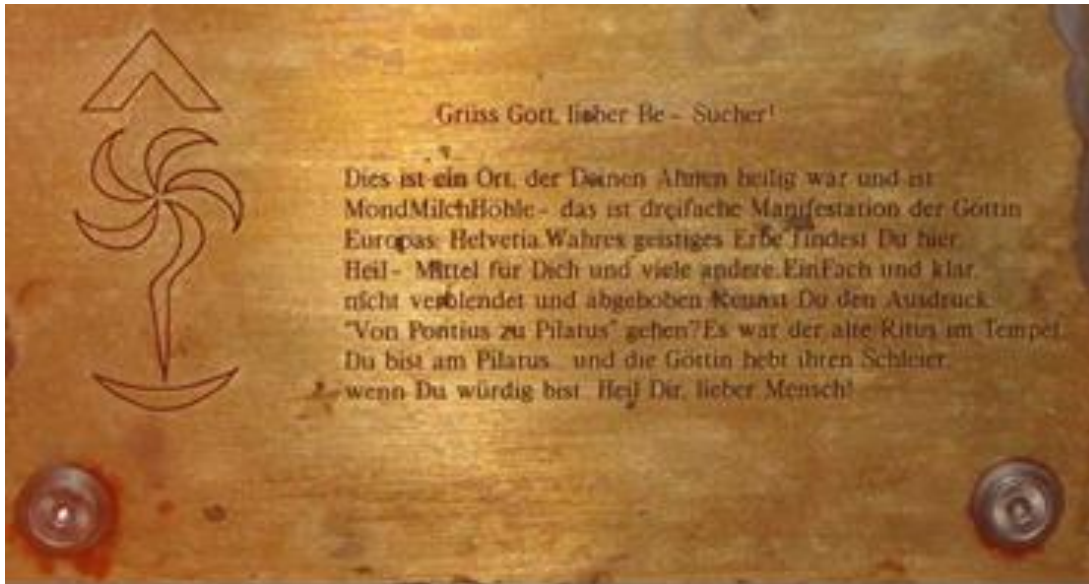 Grüss Gott, lieber Be- Sucher!
Dies ist ein Ort, der Deinen Ahnen heilig war und ist
MondMilchHöhle- das ist dreifache Manifestation der Göttin
Europas: Helvetia.Wahres geistiges Erbe findest Du hier.
Heil- Mittel für Dich und viele andere.EinFach und klar,
nicht verblendet und abgehoben.Kennst Du den Ausdruck:
"Von Pontius zu Pilatus" gehen?Es war der alte Ritus im Tempel.
Du bist am Pilatus... und die Göttin hebt ihren Schleier,
wenn Du würdig bist. Heil Dir, lieber Mensch!